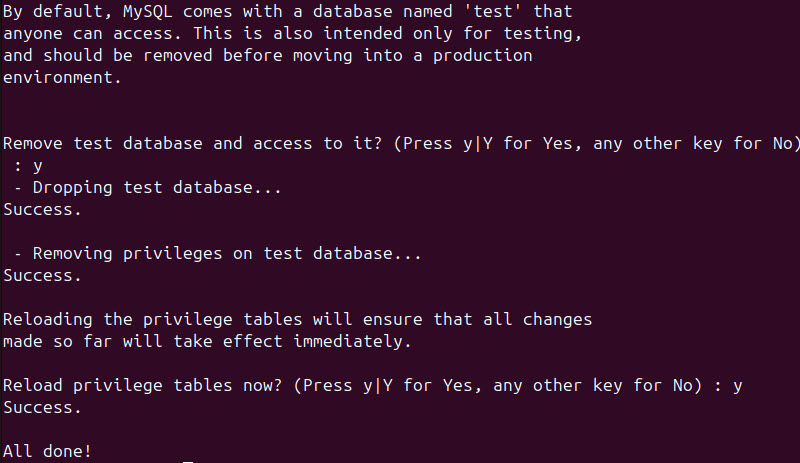 By default, MySQL comes with a database named 'test' that
anyone can access. This is also intended only for testing,
and should be removed before moving into a production
environment.
Remove test database and access to it? (Press y|Y for Yes, any other key for No)
: y
- Dropping test database...
Success.
- Removing privileges on test database...
Success.
Reloading the privilege tables will ensure that all changes
made so far will take effect immediately.
Reload privilege tables now? (Press y|Y for Yes, any other key for No) : y
Success.
All done!